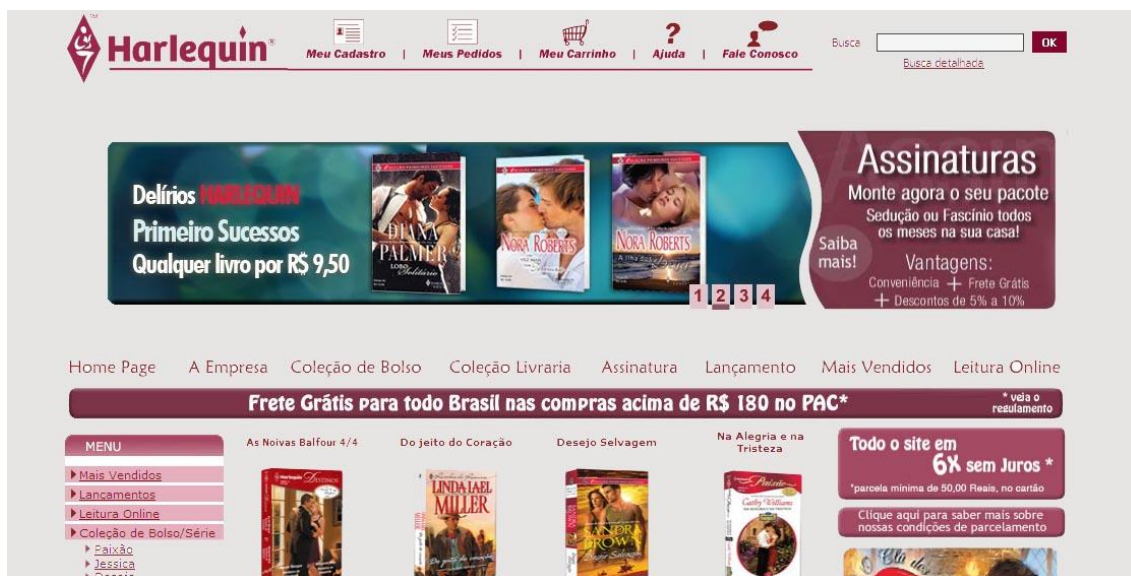 Harlequin
Meu Cadastro | Meus Pedidos | Meu Carrinho | Ajuda | Fale Conosco
Busca
OK
Busca detalhada
Delírios HARLEQUIN
Primeiro Sucessos
Qualquer livro por R$ 9,50
DIANA
PALMER
LOBO
Solitário
NORA ROBERTS
NORA ROBERTS
1 2 3 4
Assinaturas
Monte agora o seu pacote
Sedução ou Fascínio todos
os meses na sua casa!
Saiba
mais!
Vantagens:
Conveniência + Frete Grátis
+ Descontos de 5% a 10%
Home Page A Empresa Coleção de Bolso Coleção Livraria Assinatura Lançamento Mais Vendidos Leitura Online
Frete Grátis para todo Brasil nas compras acima de R$ 180 no PAC*
* veja o
regulamento
MENU
Mais Vendidos
Lançamentos
Leitura Online
Coleção de Bolso/Série
Paixão
Jessica
As Noivas Balfour 4/4
Do jeito do Coração
LINDA LAEL
MILLER
Desejo Selvagem
SANDRA
BROWN
Na Alegria e na
Tristeza
Paixão
Cathy Williams
Todo o site em
6X sem Juros *
*parcela mínima de 50,00 Reais, no cartão
Clique aqui para saber mais sobre
nossas condições de parcelamento